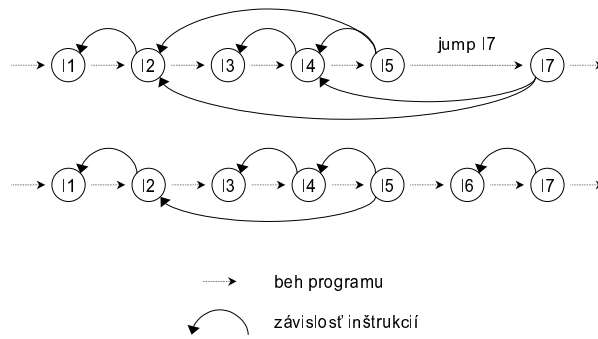 jump I7
I1 I2 I3 I4 I5 I7
I1 I2 I3 I4 I5 I6 I7
beh programu
závislosť inštrukcií